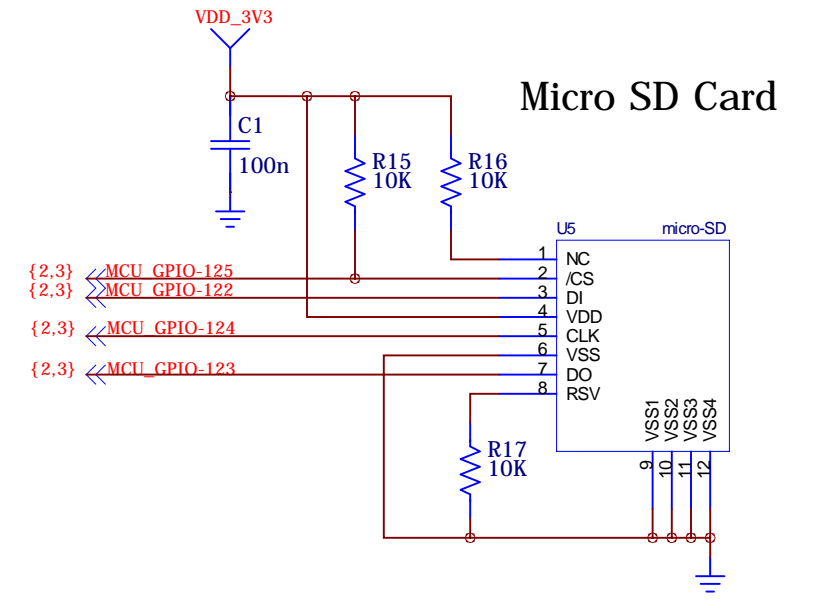 VDD_3V3
Micro SD Card
C1
100n
R15
10K
R16
10K
U5
micro-SD
{2,3}
MCU_GPIO-125
{2,3}
MCU_GPIO-122
{2,3}
MCU_GPIO-124
{2,3}
MCU_GPIO-123
1
NC
2
/CS
3
DI
4
VDD
5
CLK
6
VSS
7
DO
8
RSV
VSS1
VSS2
VSS3
VSS4
9
10
11
12
R17
10K